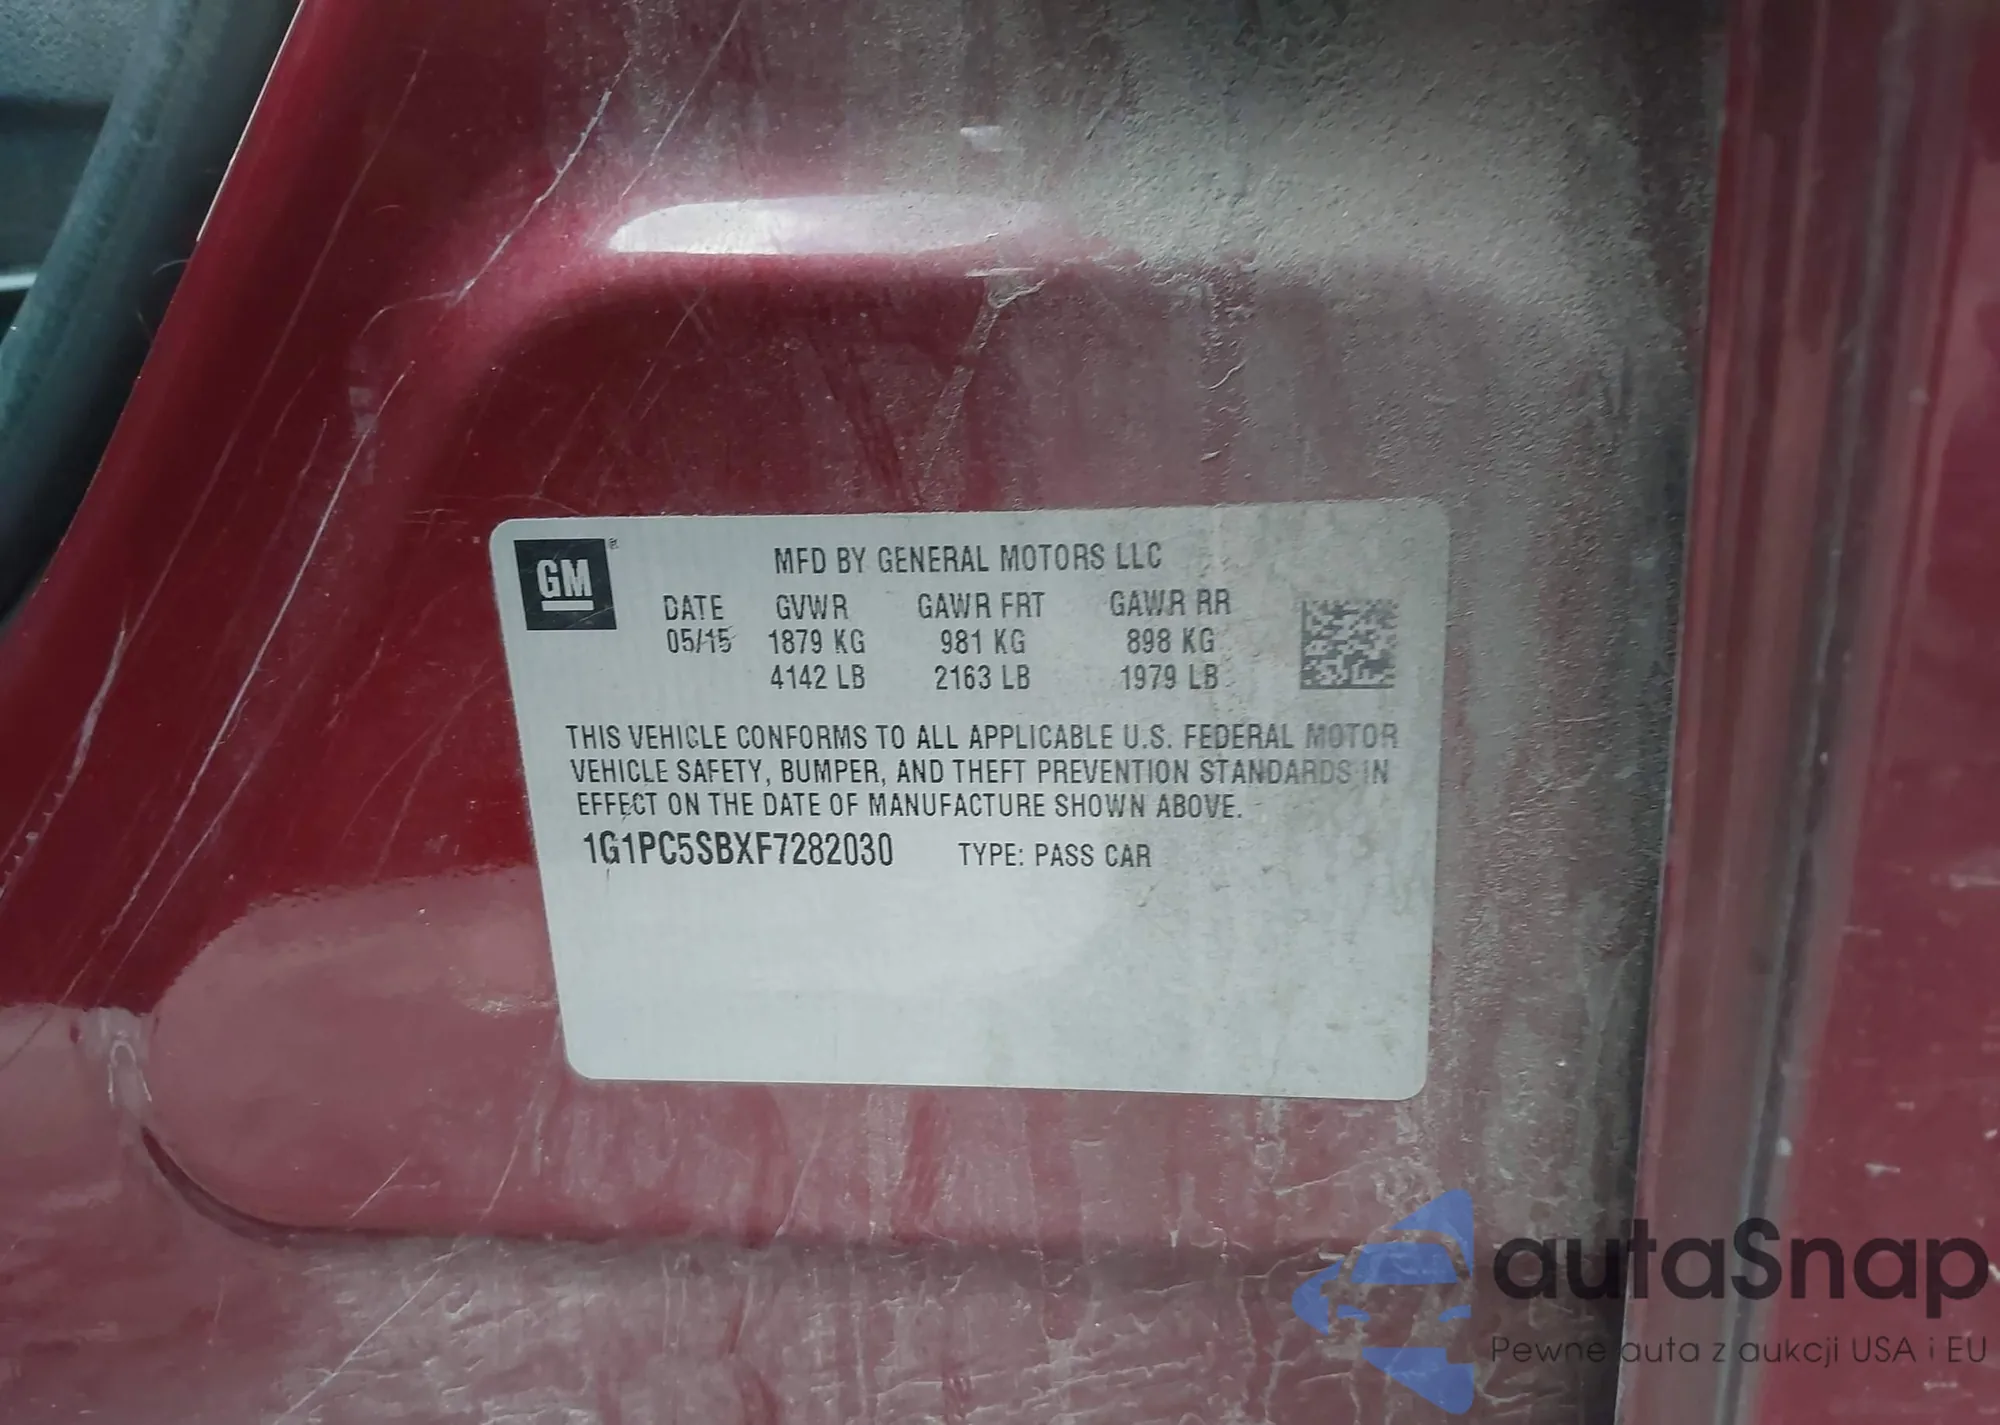 GM
MFD BY GENERAL MOTORS LLC
DATE GVWR GAWR FRT GAWR RR
05/15 1879 KG 981 KG 898 KG
4142 LB 2163 LB 1979 LB
THIS VEHICLE CONFORMS TO ALL APPLICABLE U.S. FEDERAL MOTOR
VEHICLE SAFETY, BUMPER, AND THEFT PREVENTION STANDARDS IN
EFFECT ON THE DATE OF MANUFACTURE SHOWN ABOVE.
1G1PC5SBXF7282030 TYPE: PASS CAR
autaSnap
Pewne auta z aukcji USA i EU